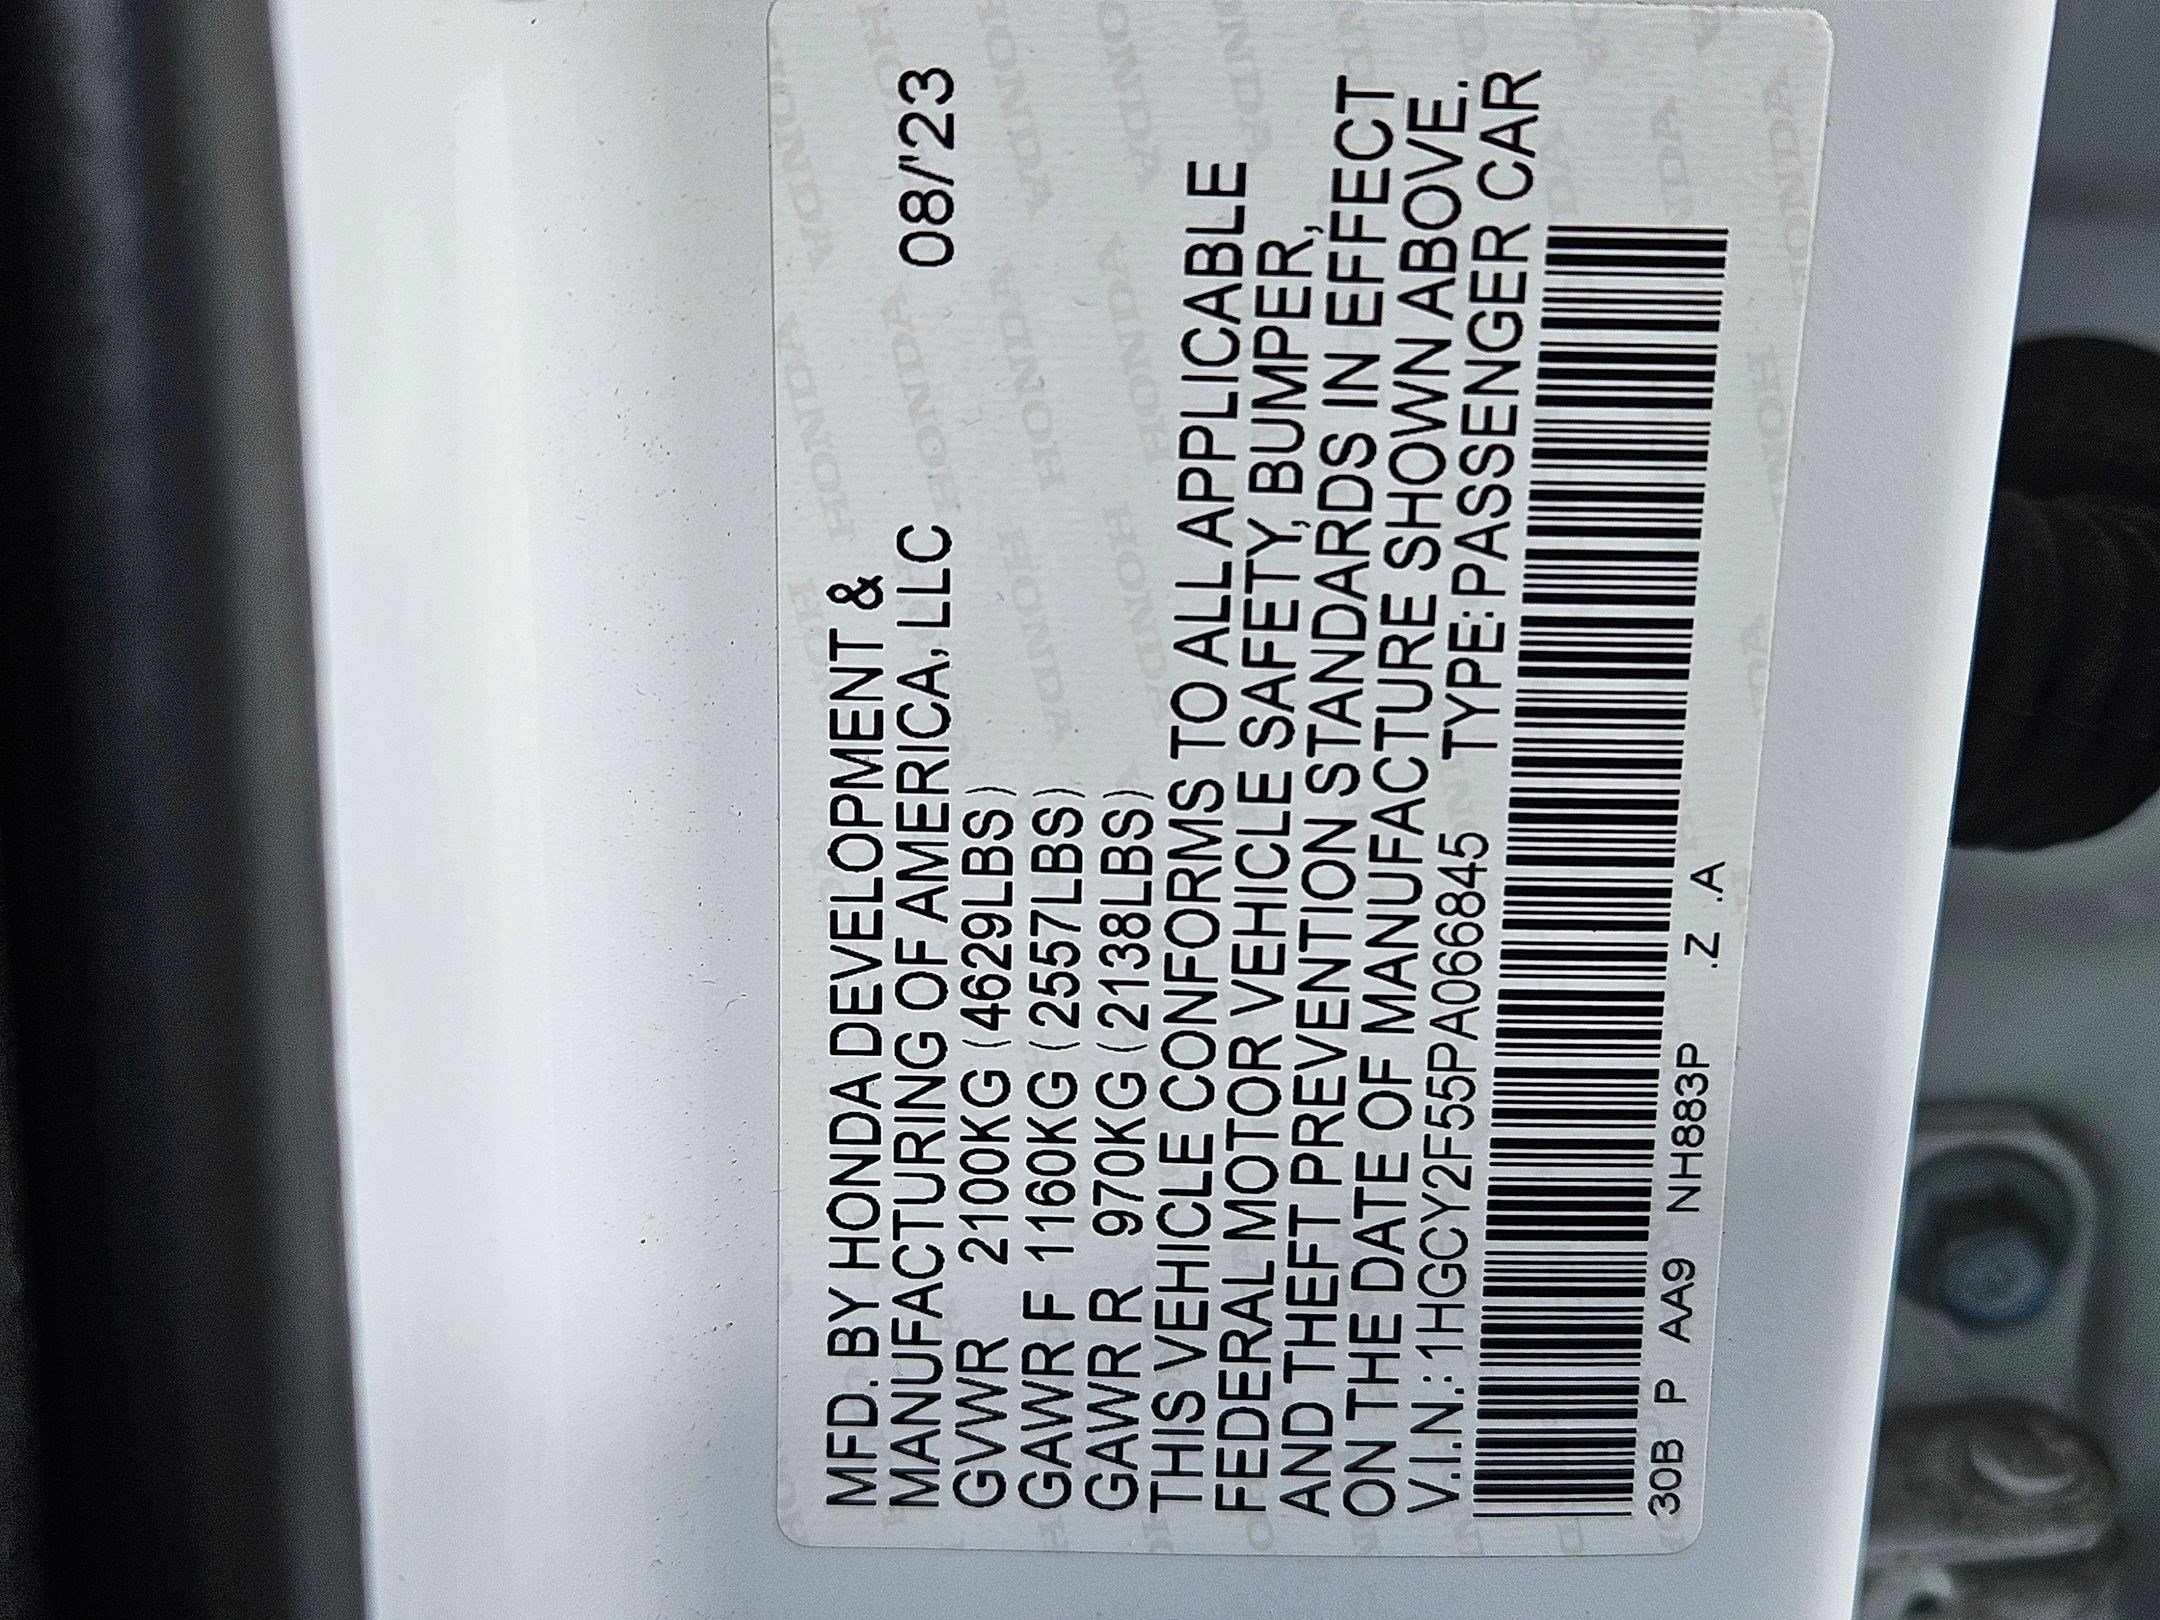 MFD. BY HONDA DEVELOPMENT &
MANUFACTURING OF AMERICA, LLC 08/'23
GVWR 2100KG (4629LBS)
GAWR F 1160KG (2557LBS)
GAWR R 970KG (2138LBS)
THIS VEHICLE CONFORMS TO ALL APPLICABLE
FEDERAL MOTOR VEHICLE SAFETY, BUMPER,
AND THEFT PREVENTION STANDARDS IN EFFECT
ON THE DATE OF MANUFACTURE SHOWN ABOVE.
V.I.N.: 1HGCY2F55PA066845 TYPE: PASSENGER CAR
30B P AA9 NH883P .Z .A